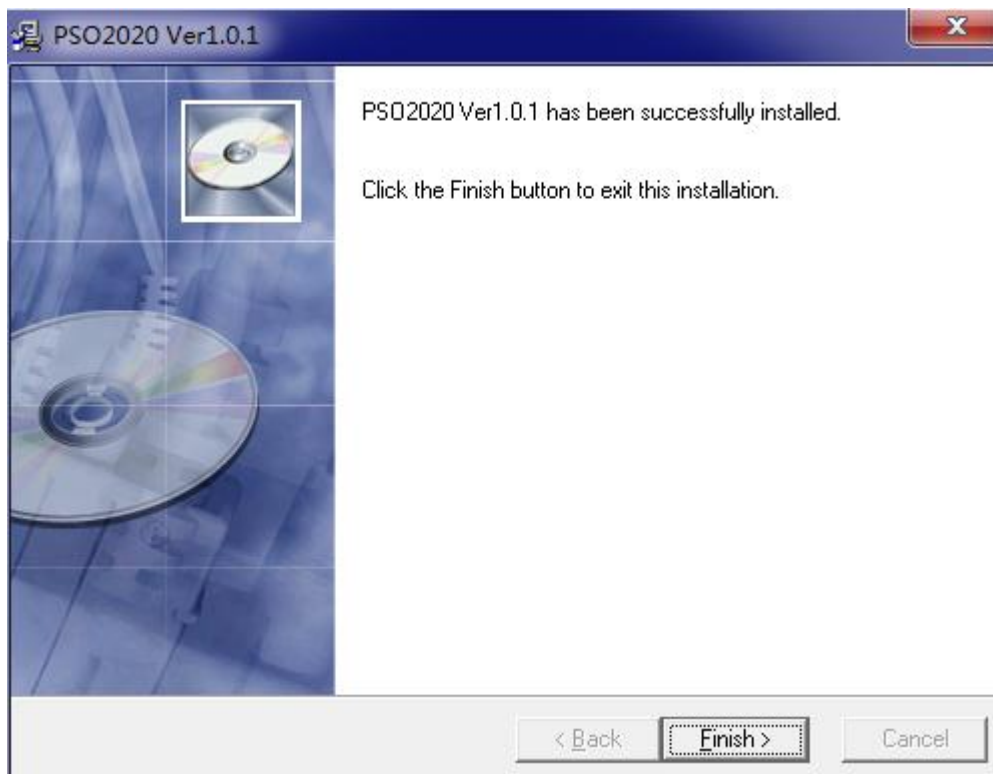 PSO2020 Ver1.0.1
PSO2020 Ver1.0.1 has been successfully installed.
Click the Finish button to exit this installation.
< Back
Finish >
Cancel